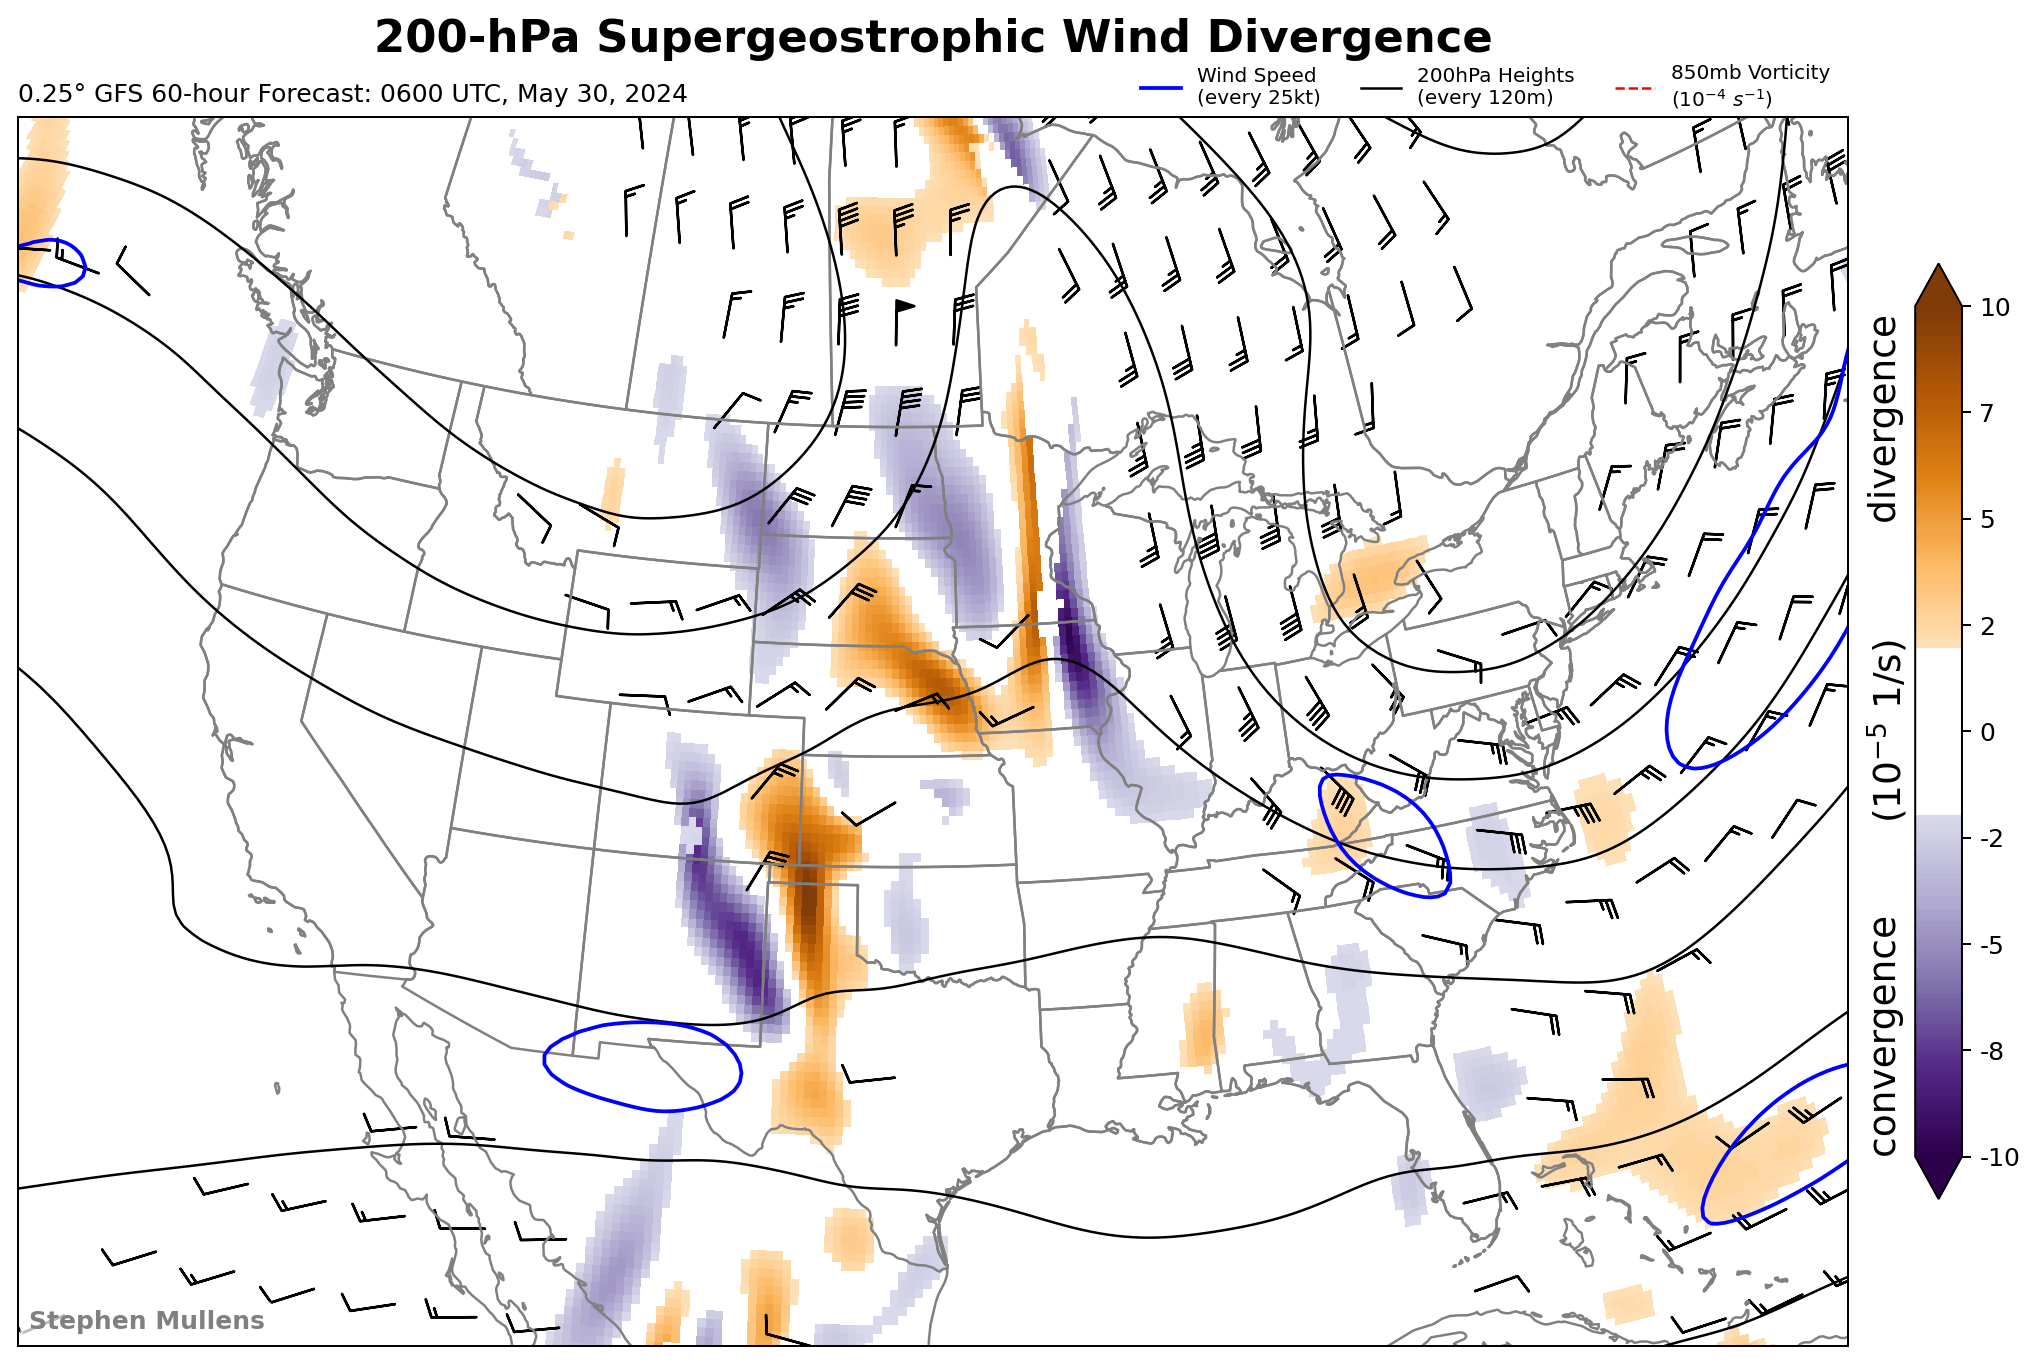 200-hPa Supergeostrophic Wind Divergence
0.25° GFS 60-hour Forecast: 0600 UTC, May 30, 2024
Wind Speed
(every 25kt)
200hPa Heights
(every 120m)
850mb Vorticity
(10⁻⁴ s⁻¹)
10
7
5
2
0
-2
-5
-8
-10
convergence (10⁻⁵ 1/s) divergence
Stephen Mullens